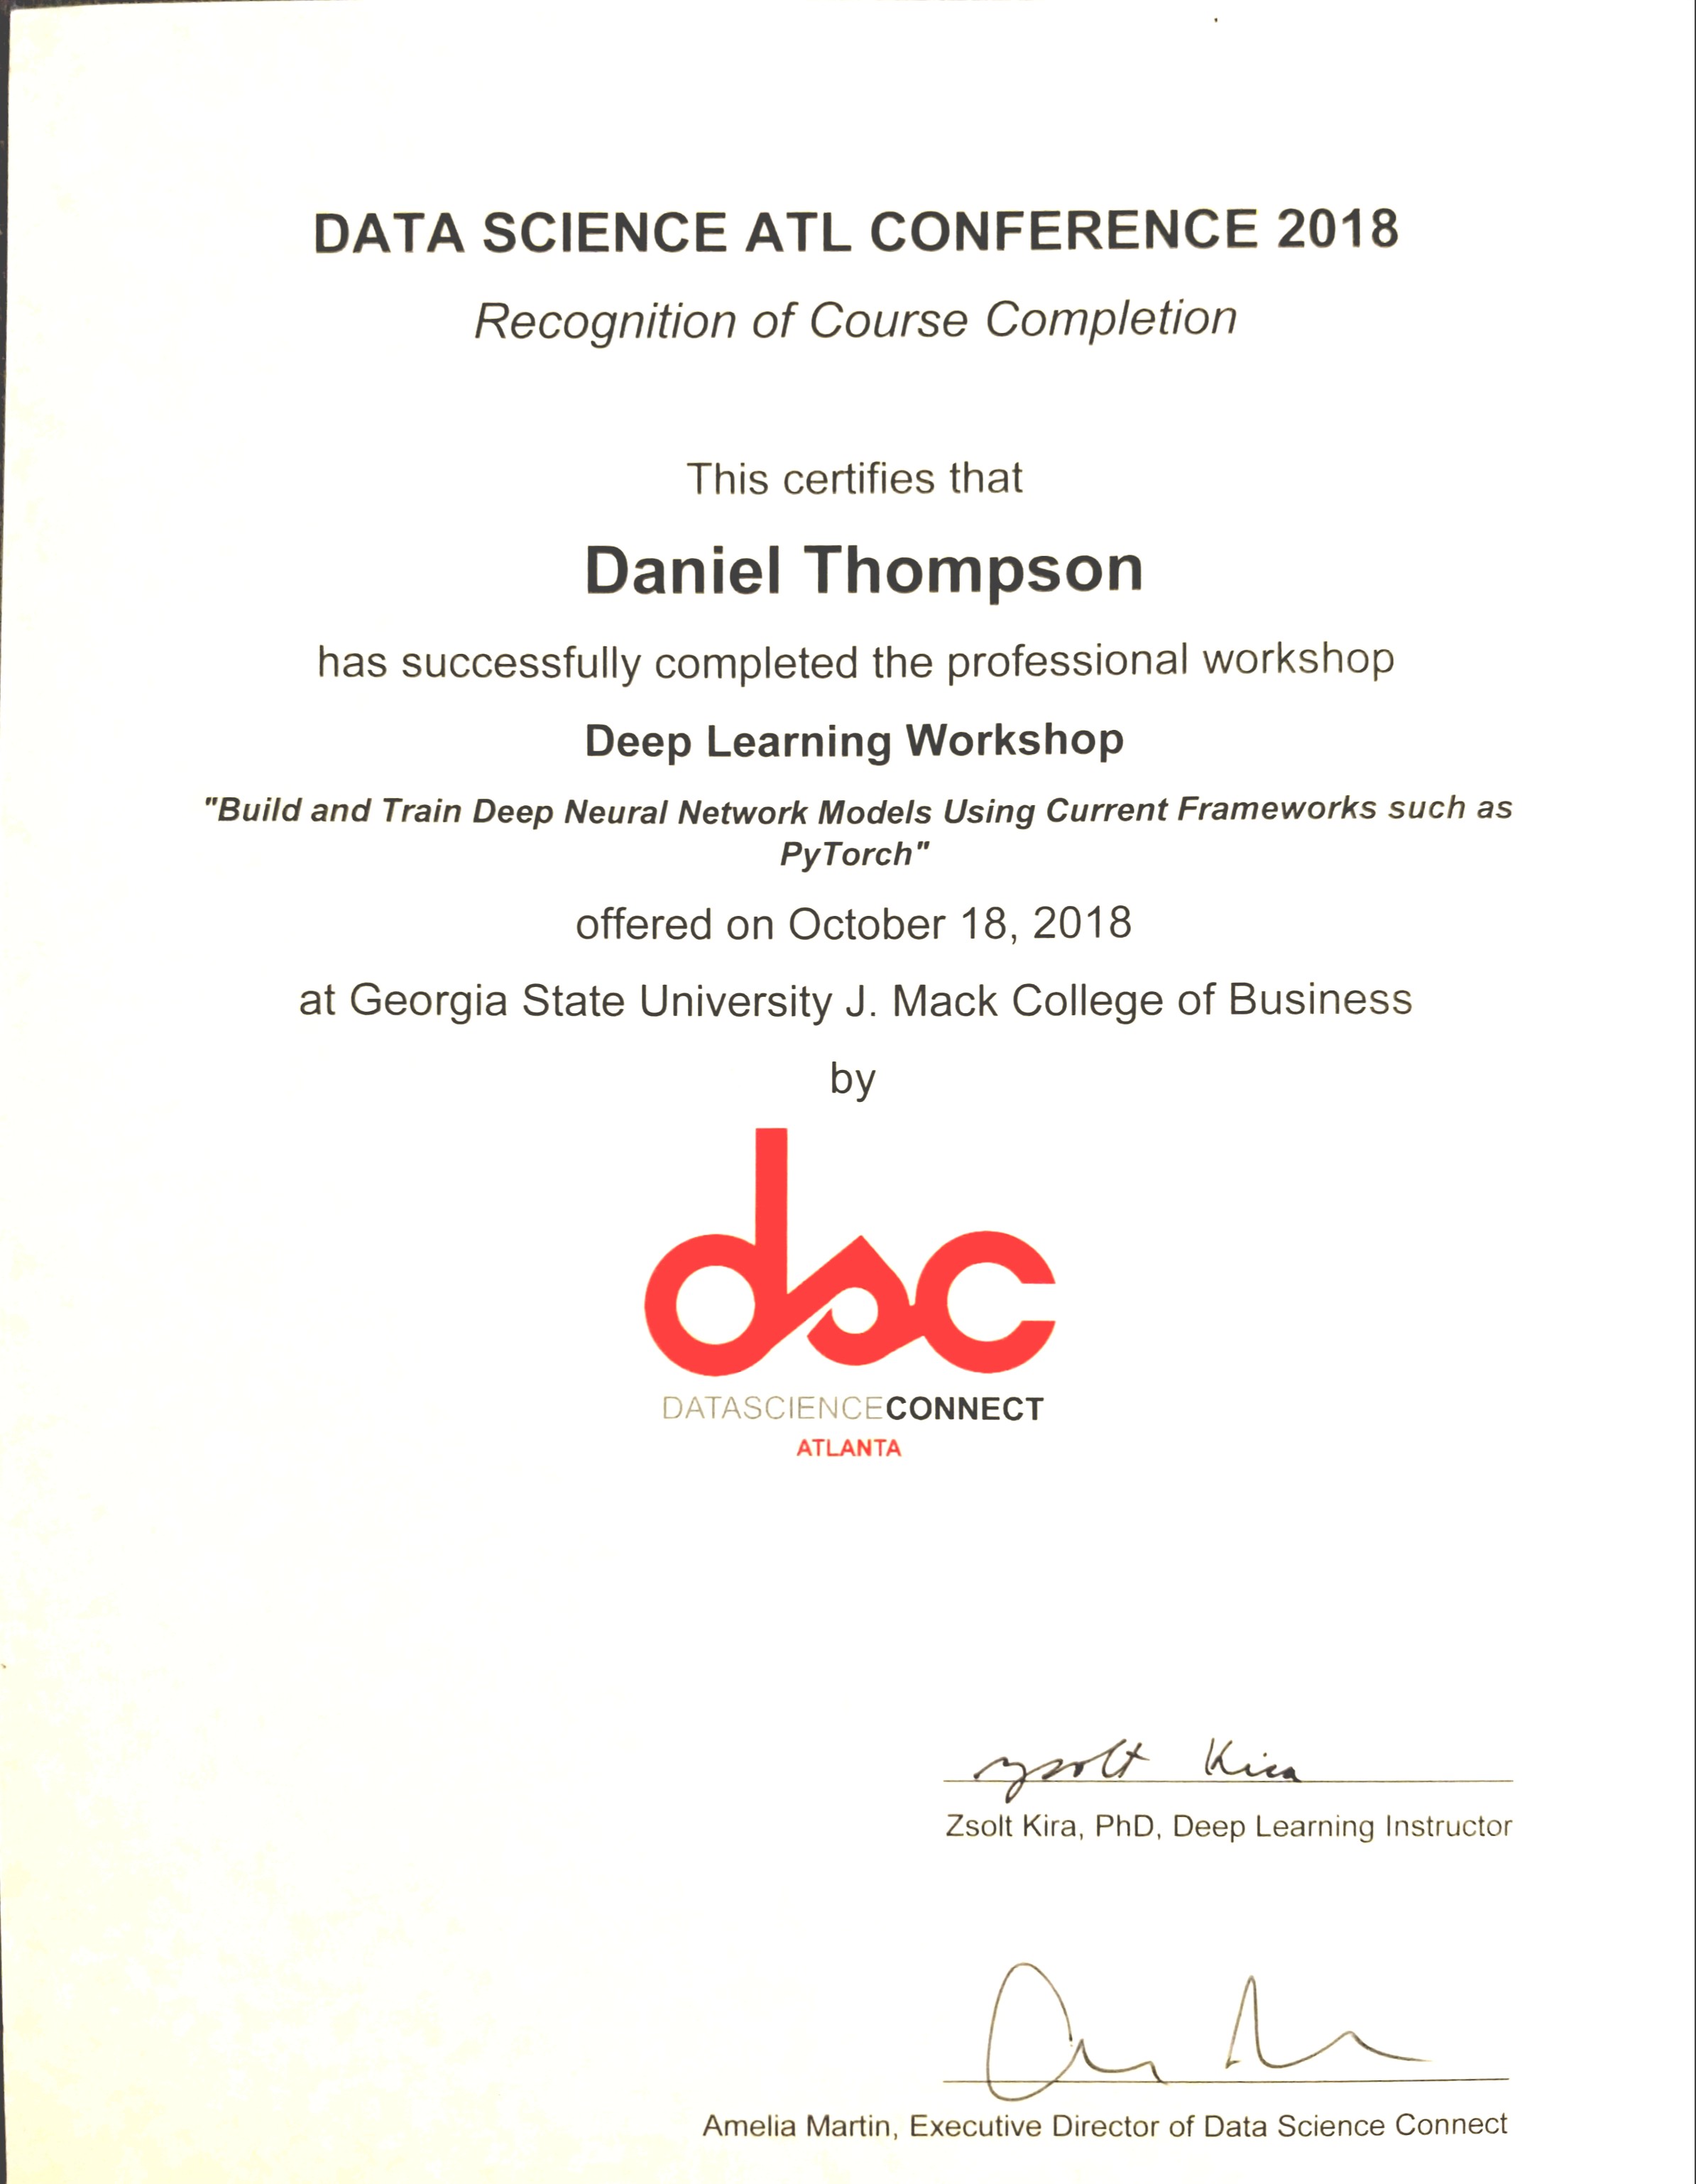 DATA SCIENCE ATL CONFERENCE 2018
Recognition of Course Completion
This certifies that
Daniel Thompson
has successfully completed the professional workshop
Deep Learning Workshop
"Build and Train Deep Neural Network Models Using Current Frameworks such as
PyTorch"
offered on October 18, 2018
at Georgia State University J. Mack College of Business
by
dsc
DATASCIENCECONNECT
ATLANTA
Zsolt Kira
Zsolt Kira, PhD, Deep Learning Instructor
Amelia Martin, Executive Director of Data Science Connect